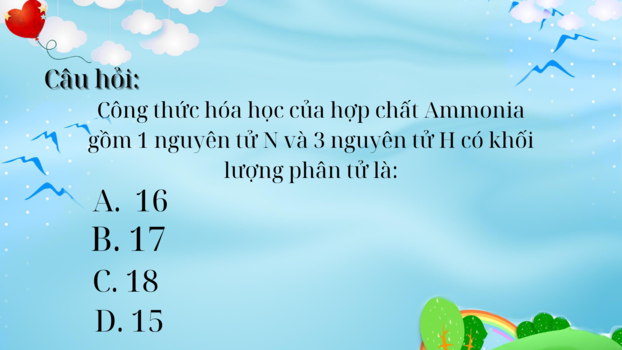 Câu hỏi:
Công thức hóa học của hợp chất Ammonia
gồm 1 nguyên tử N và 3 nguyên tử H có khối
lượng phân tử là:
A. 16
B. 17
C. 18
D. 15